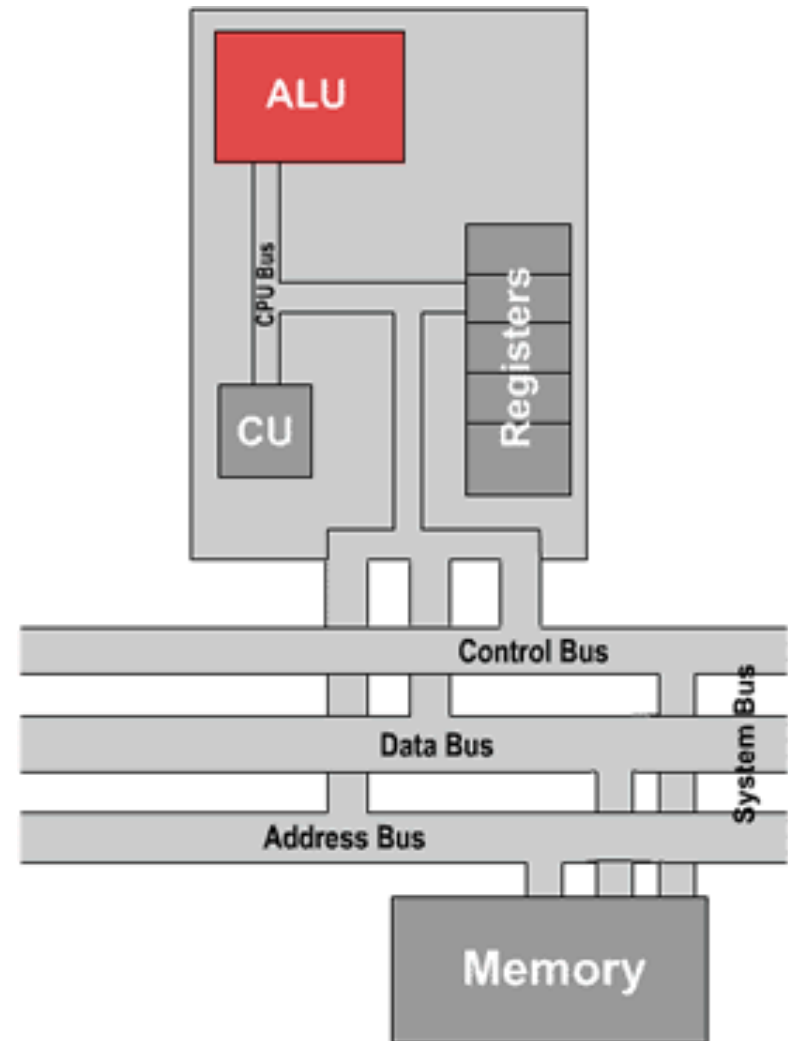 ALU
CPU Bus
Registers
CU
Control Bus
Data Bus
System Bus
Address Bus
Memory